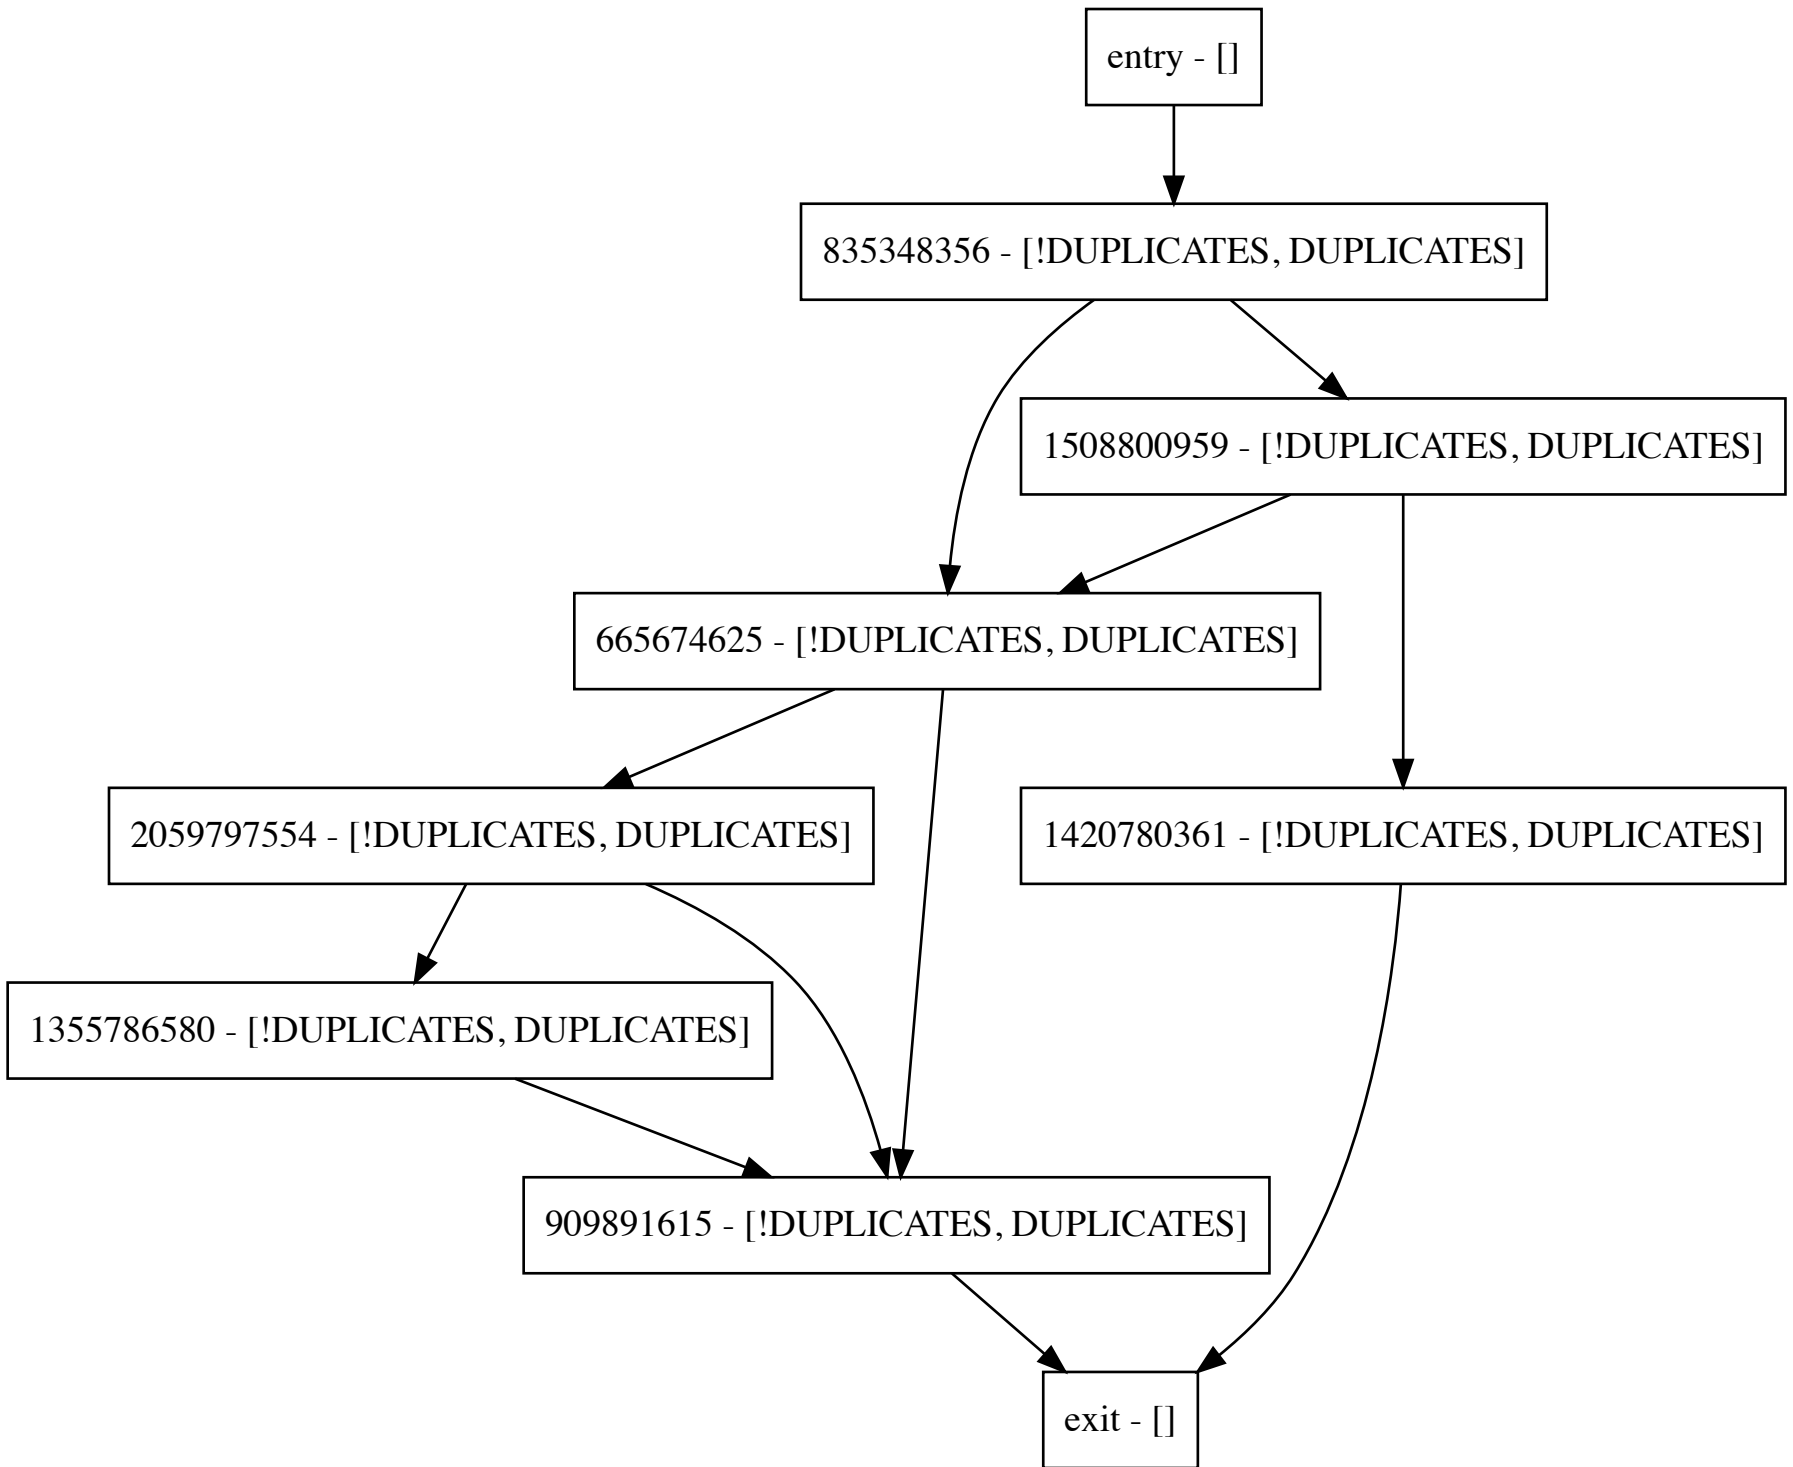 entry - []
835348356 - [!DUPLICATES, DUPLICATES]
1508800959 - [!DUPLICATES, DUPLICATES]
665674625 - [!DUPLICATES, DUPLICATES]
2059797554 - [!DUPLICATES, DUPLICATES]
1420780361 - [!DUPLICATES, DUPLICATES]
1355786580 - [!DUPLICATES, DUPLICATES]
909891615 - [!DUPLICATES, DUPLICATES]
exit - []